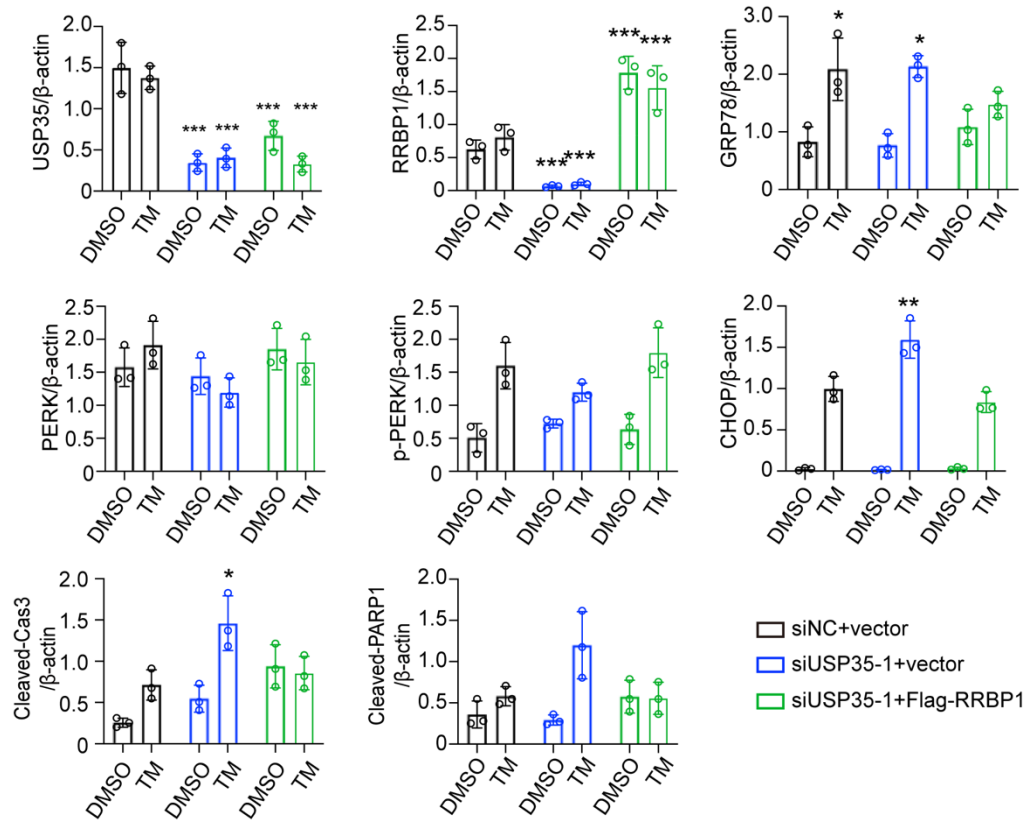 USP35/β-actin
2.0
1.5
1.0
0.5
0
*** *** *** ***
DMSO TM DMSO TM DMSO TM
RRBP1/β-actin
2.5
2.0
1.5
1.0
0.5
0
*** *** *** ***
DMSO TM DMSO TM DMSO TM
GRP78/β-actin
3.0
2.0
1.0
0
* *
DMSO TM DMSO TM DMSO TM
PERK/β-actin
2.5
2.0
1.5
1.0
0.5
0
DMSO TM DMSO TM DMSO TM
p-PERK/β-actin
2.5
2.0
1.5
1.0
0.5
0
DMSO TM DMSO TM DMSO TM
CHOP/β-actin
2.0
1.5
1.0
0.5
0
**
DMSO TM DMSO TM DMSO TM
Cleaved-Cas3
/β-actin
2.0
1.5
1.0
0.5
0
*
DMSO TM DMSO TM DMSO TM
Cleaved-PARP1
/β-actin
2.0
1.5
1.0
0.5
0
DMSO TM DMSO TM DMSO TM
siNC+vector
siUSP35-1+vector
siUSP35-1+Flag-RRBP1